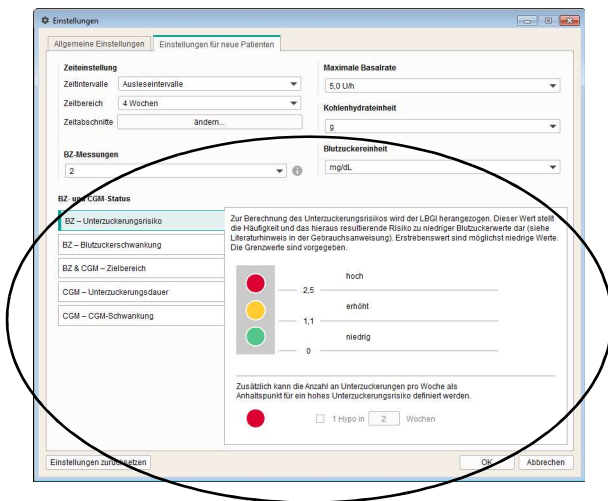 Einstellungen
Allgemeine Einstellungen
Einstellungen für neue Patienten
Zeiteinstellung
Zeitintervalle
Ausleseintervalle
Zeitbereich
4 Wochen
Zeitabschnitte
ändern...
BZ-Messungen
2
Maximale Basalrate
5,0 U/h
Kohlenhydrateinheit
g
Blutzuckereinheit
mg/dL
BZ- und CGM-Status
BZ – Unterzuckerungsrisiko
BZ – Blutzuckerschwankung
BZ & CGM – Zielbereich
CGM – Unterzuckerungsdauer
CGM – CGM-Schwankung
Zur Berechnung des Unterzuckerungsrisikos wird der LBGI herangezogen. Dieser Wert stellt
die Häufigkeit und das hieraus resultierende Risiko zu niedriger Blutzuckerwerte dar (siehe
Literaturhinweis in der Gebrauchsanweisung). Erstrebenswert sind möglichst niedrige Werte.
Die Grenzwerte sind vorgegeben.
hoch
2,5
erhöht
1,1
niedrig
0
Zusätzlich kann die Anzahl an Unterzuckerungen pro Woche als
Anhaltspunkt für ein hohes Unterzuckerungsrisiko definiert werden.
1 Hypo in 2 Wochen
Einstellungen zurücksetzen
OK
Abbrechen